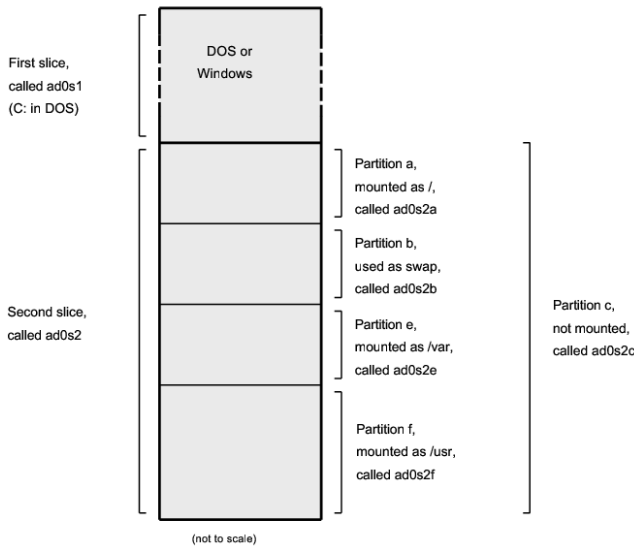 DOS or
Windows
First slice,
called ad0s1
(C: in DOS)
Partition a,
mounted as /,
called ad0s2a
Partition b,
used as swap,
called ad0s2b
Second slice,
called ad0s2
Partition c,
not mounted,
called ad0s2c
Partition e,
mounted as /var,
called ad0s2e
Partition f,
mounted as /usr,
called ad0s2f
(not to scale)